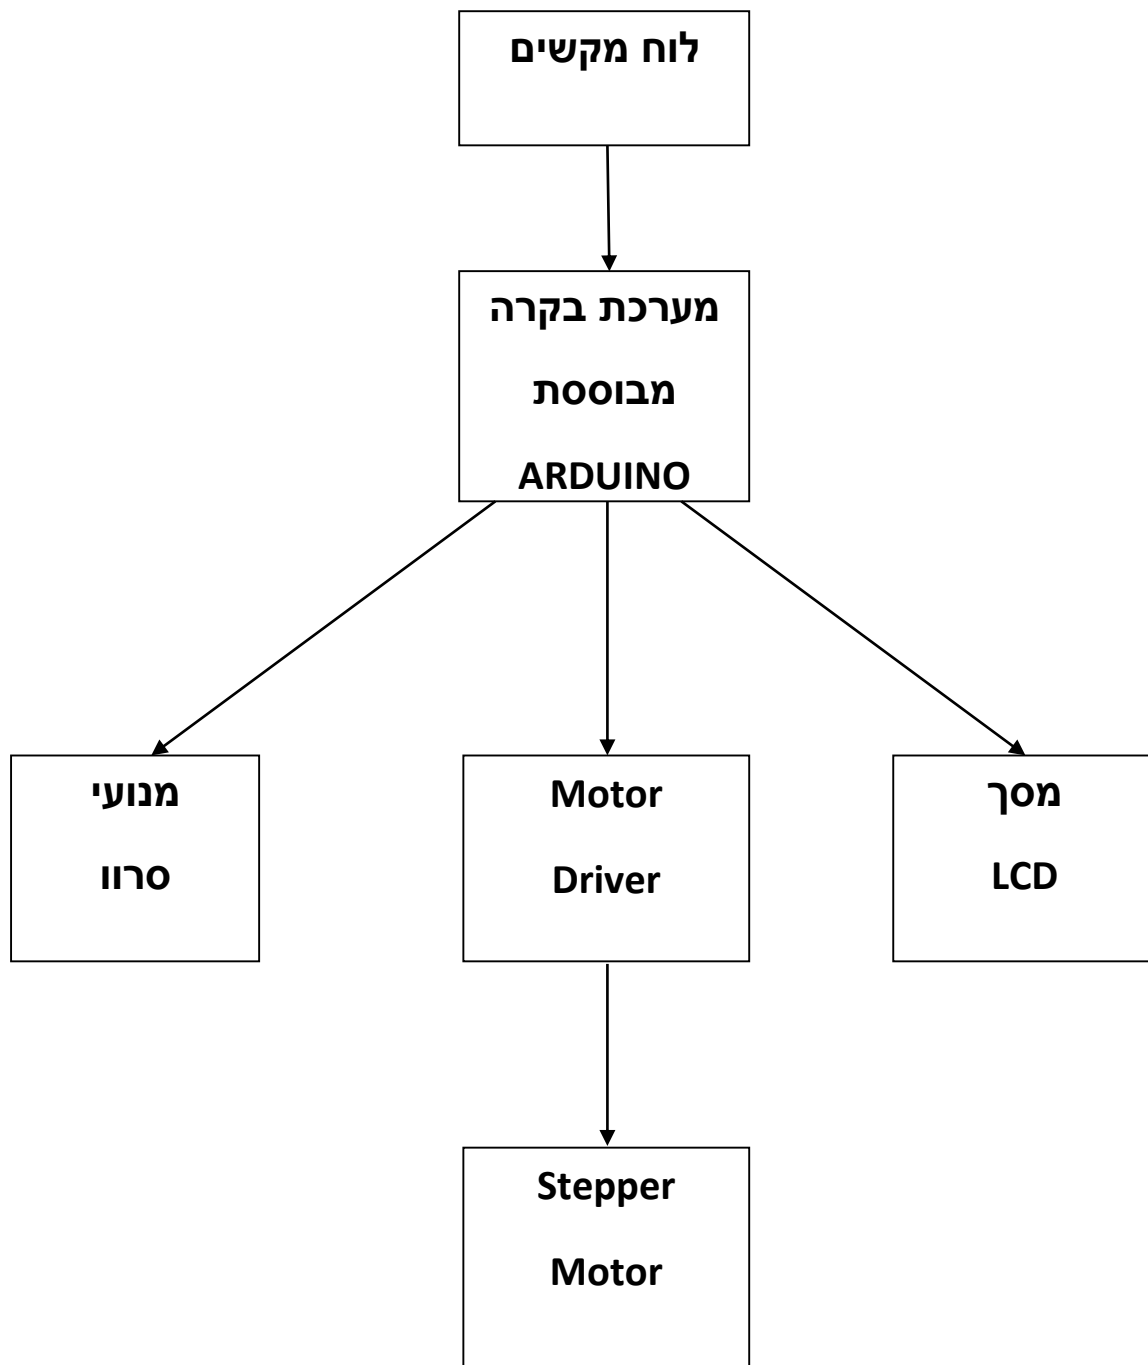 לוח מקשים
מערכת בקרה
מבוססת
ARDUINO
מנועי
סרוו
Motor
Driver
מסך
LCD
Stepper
Motor